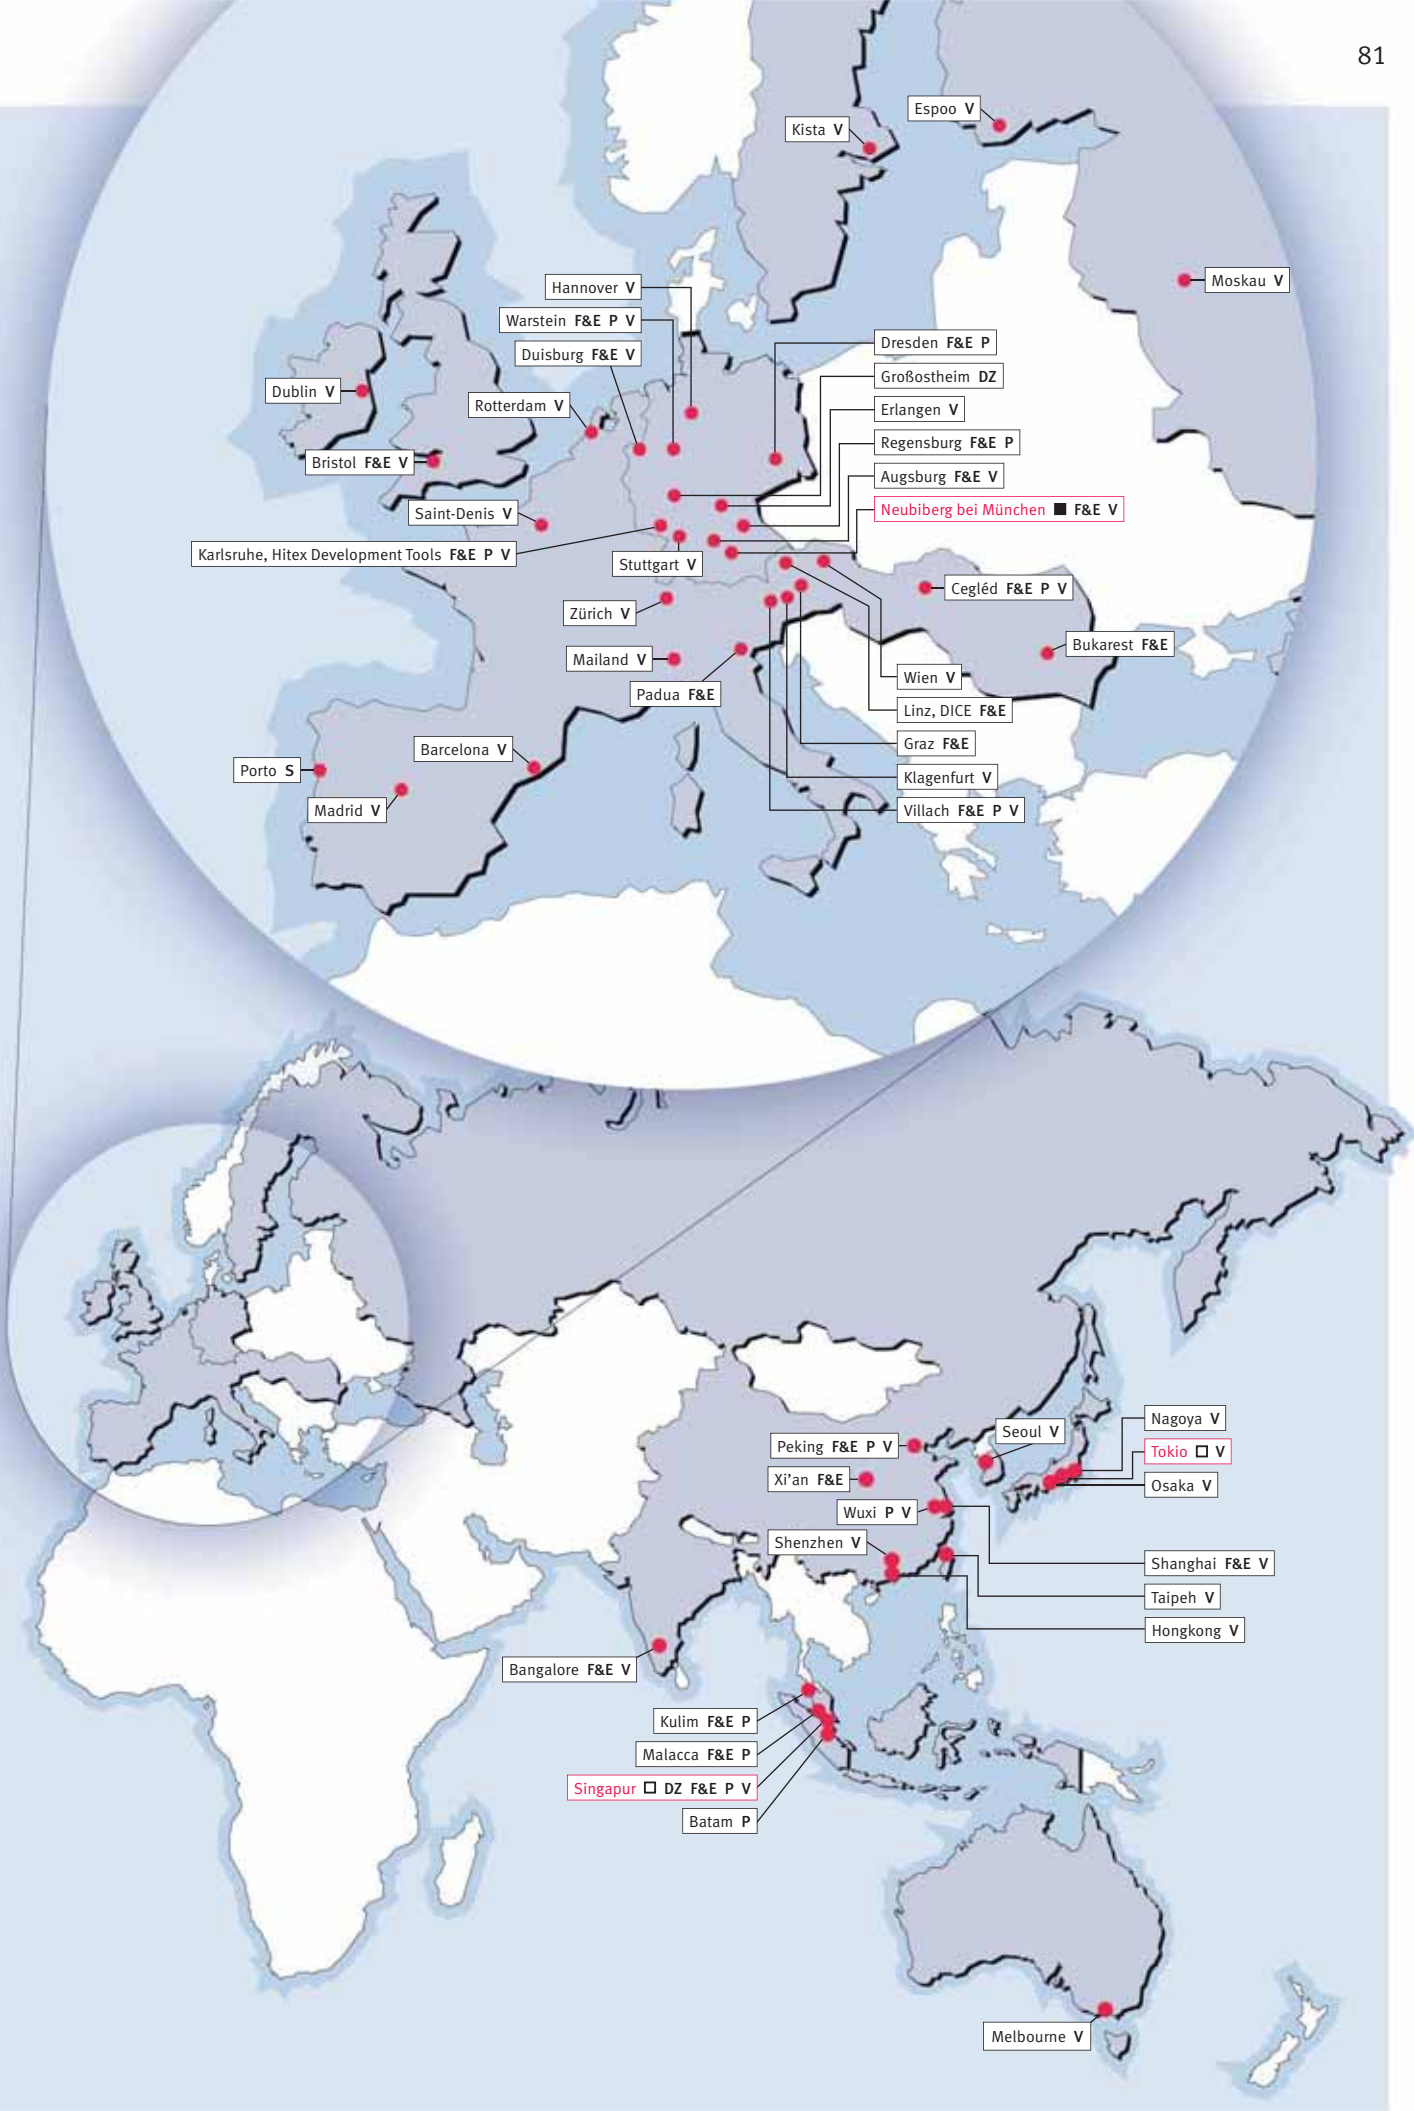 81
Espoo V
Kista V
Moskau V
Hannover V
Warstein F&E P V
Duisburg F&E V
Dublin V
Rotterdam V
Bristol F&E V
Saint-Denis V
Karlsruhe, Hitex Development Tools F&E P V
Stuttgart V
Zürich V
Mailand V
Padua F&E
Barcelona V
Porto S
Madrid V
Dresden F&E P
Großostheim DZ
Erlangen V
Regensburg F&E P
Augsburg F&E V
Neubiberg bei München ■ F&E V
Cegléd F&E P V
Bukarest F&E
Wien V
Linz, DICE F&E
Graz F&E
Klagenfurt V
Villach F&E P V
Nagoya V
Seoul V
Peking F&E P V
Tokio □ V
Xi’an F&E
Osaka V
Wuxi P V
Shenzhen V
Shanghai F&E V
Taipeh V
Hongkong V
Bangalore F&E V
Kulim F&E P
Malacca F&E P
Singapur □ DZ F&E P V
Batam P
Melbourne V